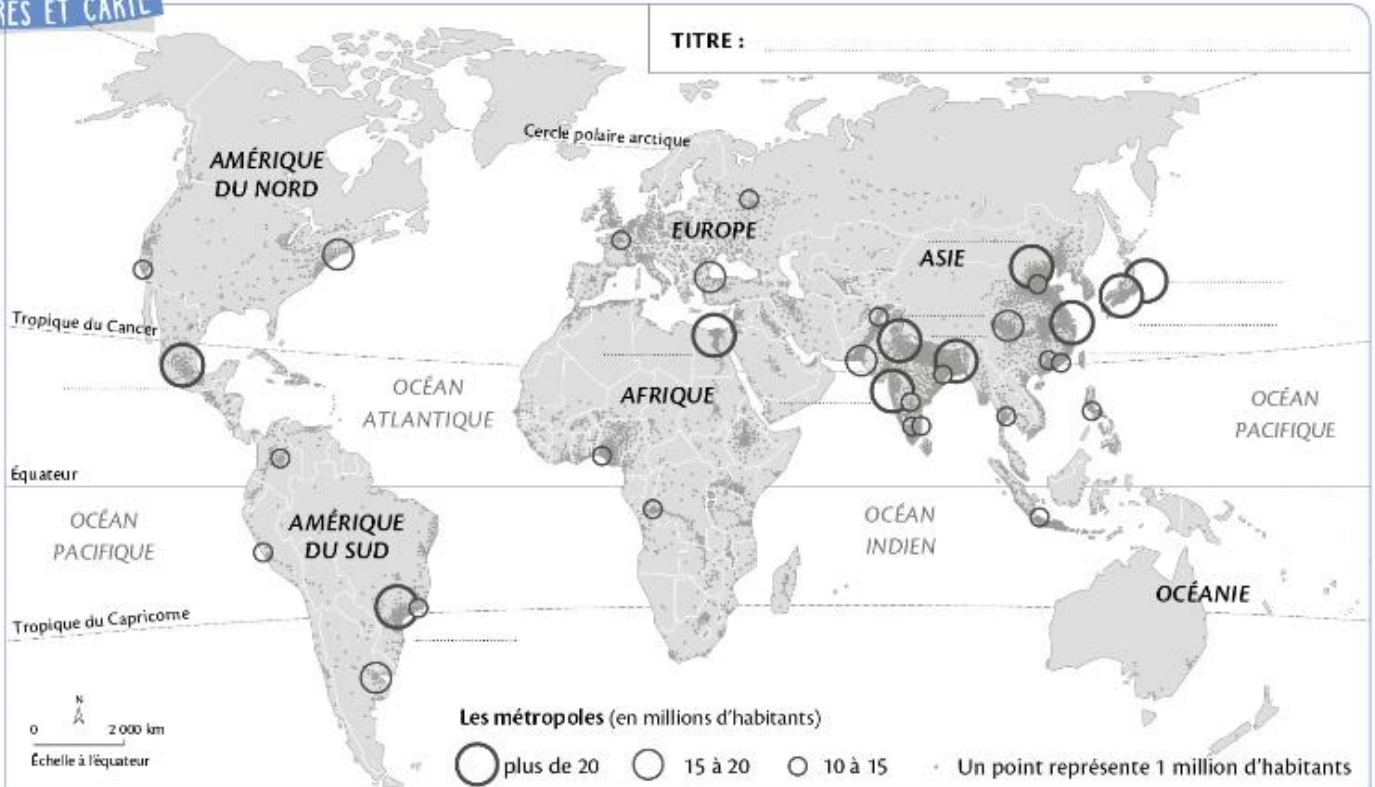 RES ET CARTE
TITRE :
Cercle polaire arctique
AMÉRIQUE
DU NORD
EUROPE
ASIE
Tropique du Cancer
OCÉAN
ATLANTIQUE
AFRIQUE
OCÉAN
PACIFIQUE
Équateur
OCÉAN
PACIFIQUE
AMÉRIQUE
DU SUD
OCÉAN
INDIEN
OCÉANIE
Tropique du Capricorne
N
0 2 000 km
Échelle à l'équateur
Les métropoles (en millions d'habitants)
plus de 20 15 à 20 10 à 15 Un point représente 1 million d'habitants